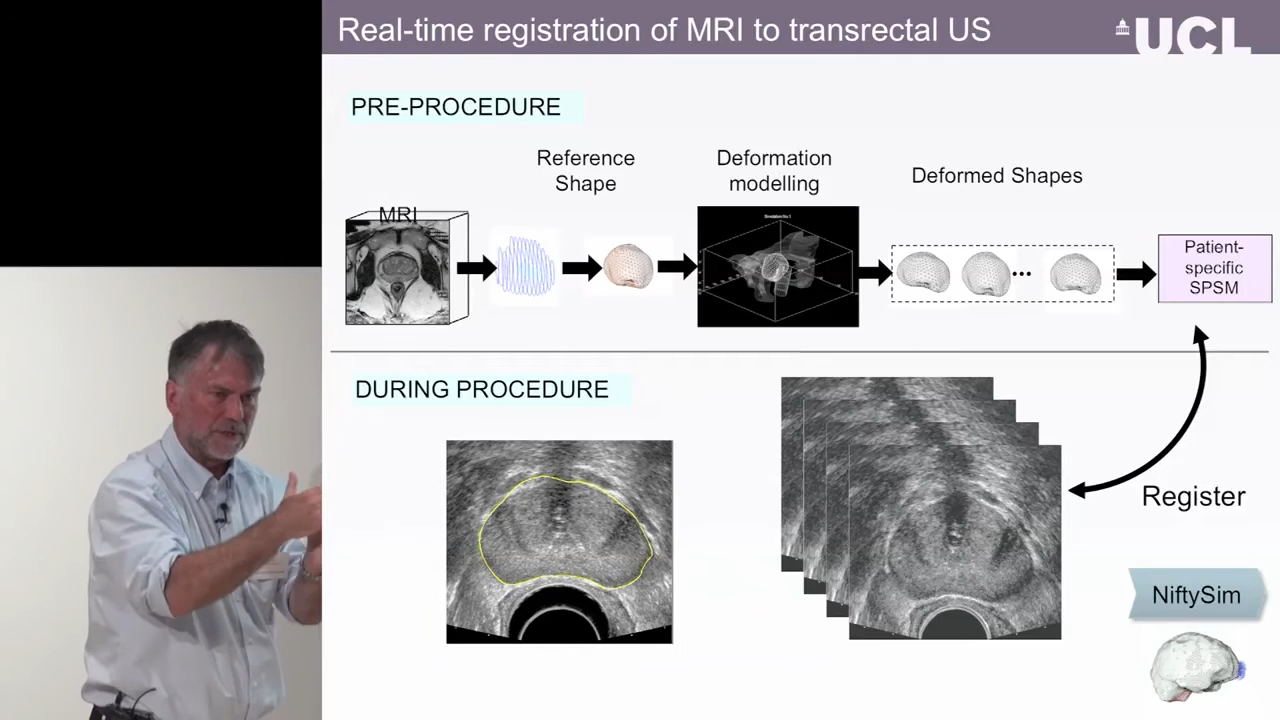 Real-time registration of MRI to transrectal US
UCL
PRE-PROCEDURE
Reference
Shape
Deformation
modelling
Deformed Shapes
MRI
Patient-
specific
SPSM
DURING PROCEDURE
Register
NiftySim